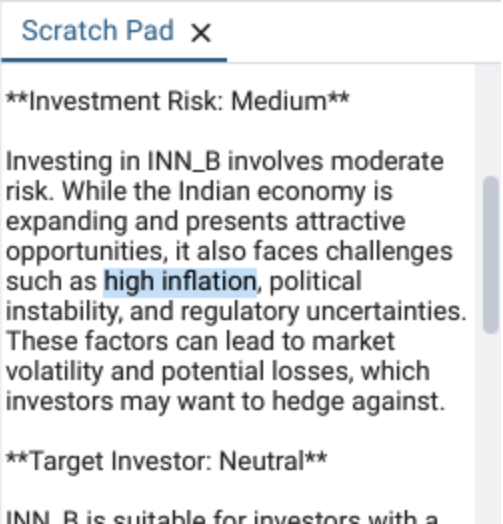 Scratch Pad
**Investment Risk: Medium**
Investing in INN_B involves moderate
risk. While the Indian economy is
expanding and presents attractive
opportunities, it also faces challenges
such as high inflation, political
instability, and regulatory uncertainties.
These factors can lead to market
volatility and potential losses, which
investors may want to hedge against.
**Target Investor: Neutral**
INN_B is suitable for investors with a